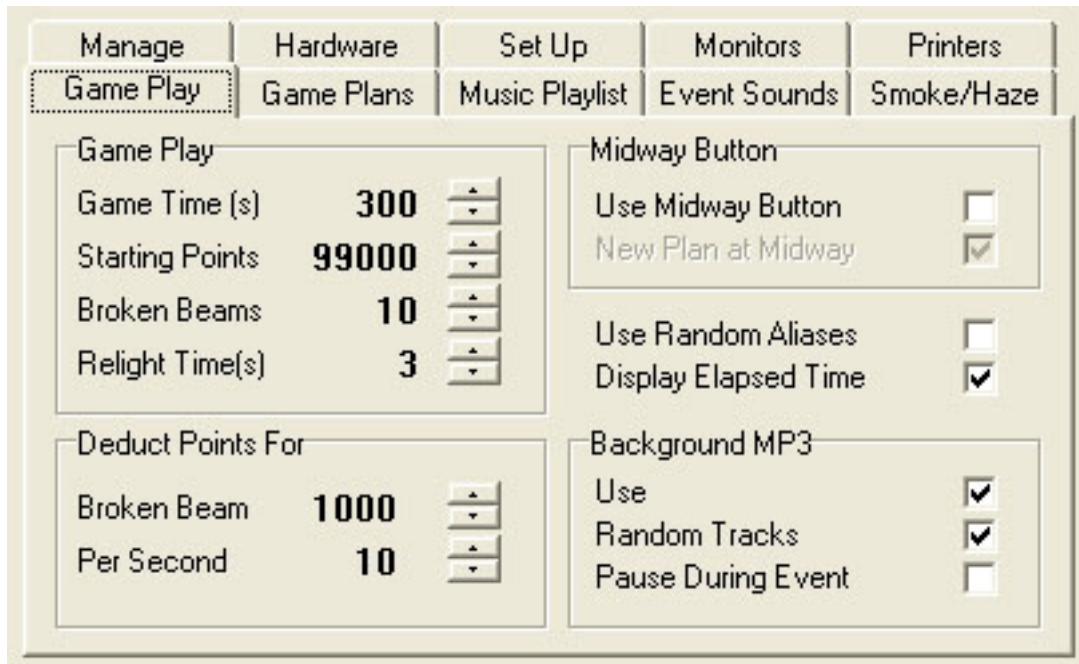 Manage Hardware Set Up Monitors Printers
Game Play Game Plans Music Playlist Event Sounds Smoke/Haze
Game Play
Game Time (s) 300
Starting Points 99000
Broken Beams 10
Relight Time(s) 3
Deduct Points For
Broken Beam 1000
Per Second 10
Midway Button
Use Midway Button
New Plan at Midway
Use Random Aliases
Display Elapsed Time
Background MP3
Use
Random Tracks
Pause During Event